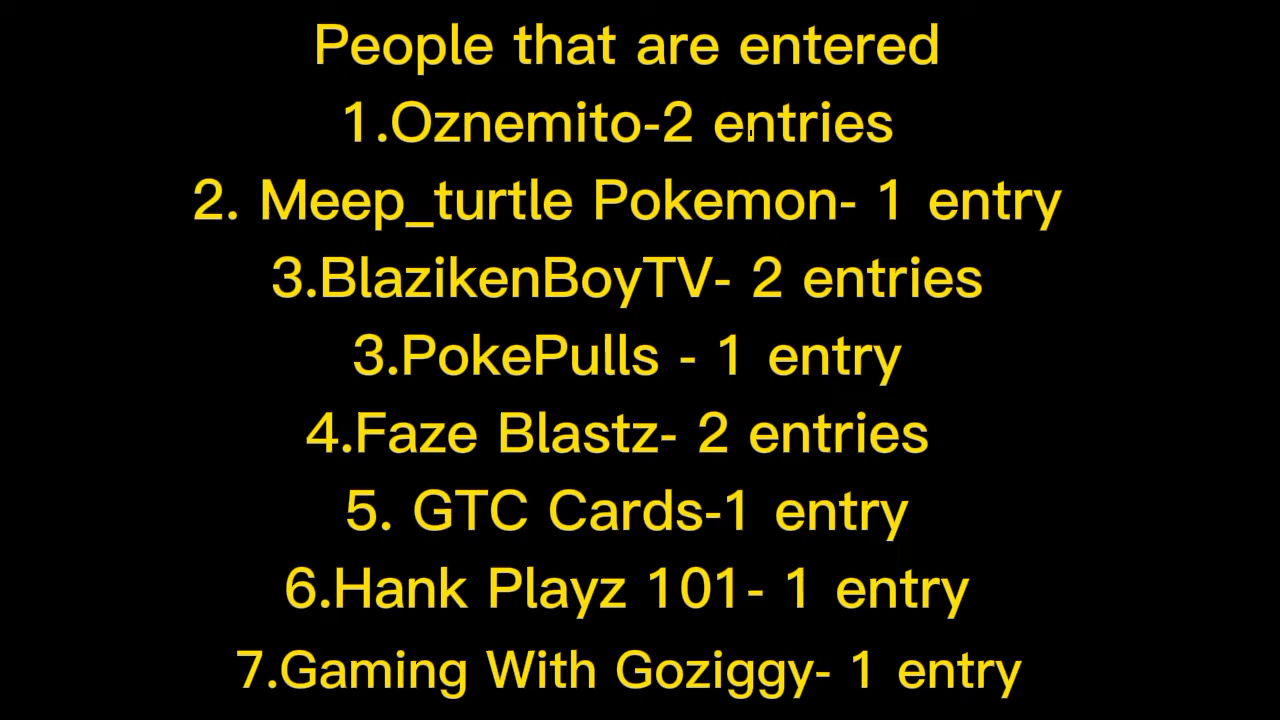 People that are entered
1.Oznemito-2 entries
2. Meep_turtle Pokemon- 1 entry
3.BlazikenBoyTV- 2 entries
3.PokePulls - 1 entry
4.Faze Blastz- 2 entries
5. GTC Cards-1 entry
6.Hank Playz 101- 1 entry
7.Gaming With Goziggy- 1 entry